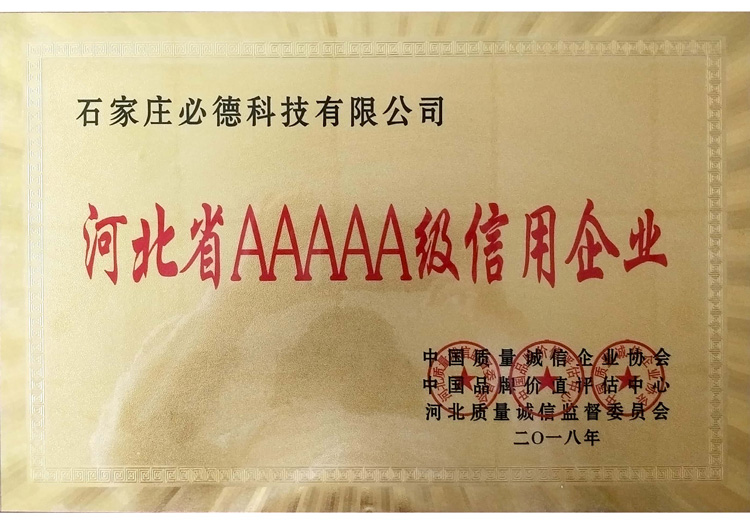 石家庄必德科技有限公司
河北省AAAAA级信用企业
中国质量诚信企业协会
中国品牌价值评估中心
河北质量诚信监督委员会
二〇一八年